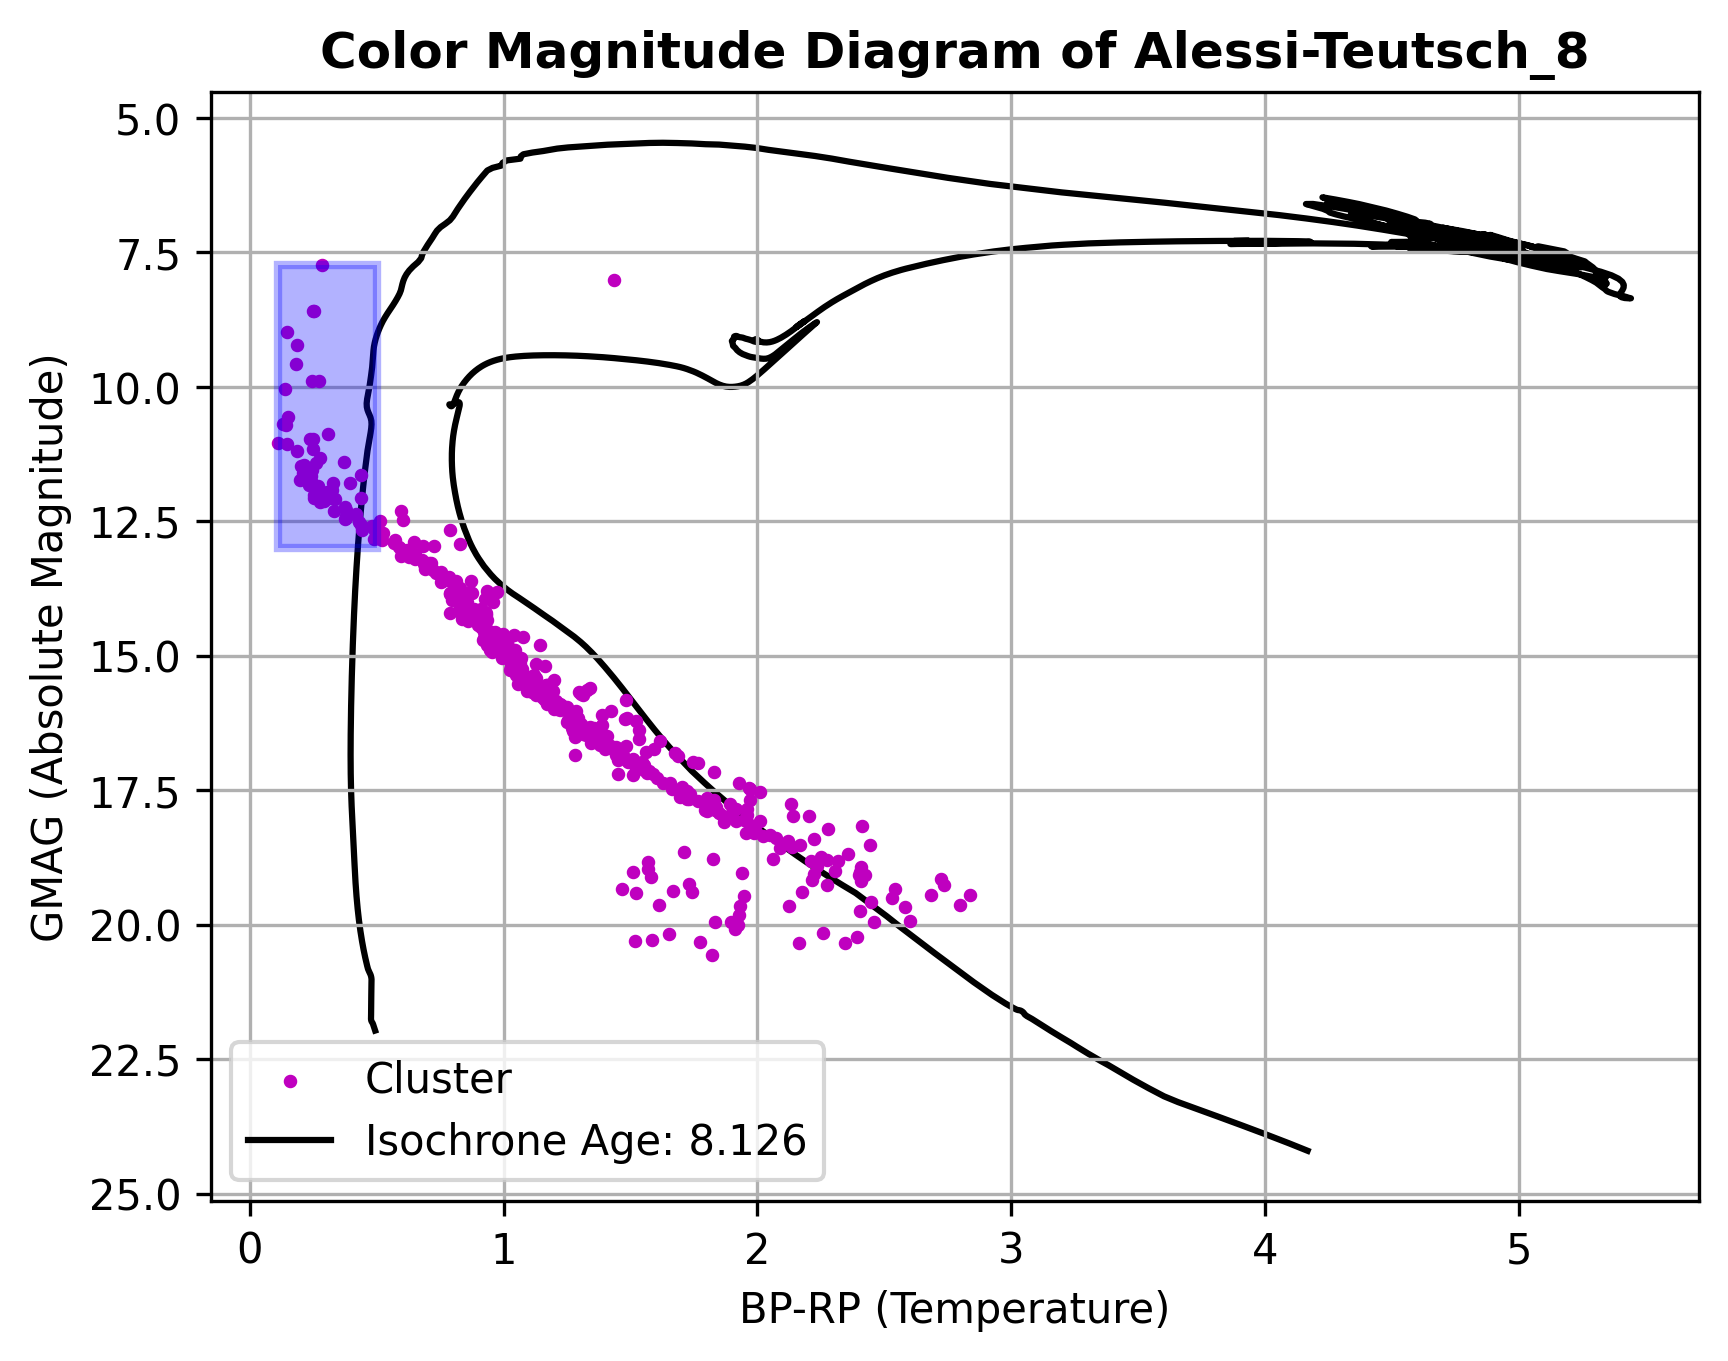 Color Magnitude Diagram of Alessi-Teutsch_8
5.0
7.5
10.0
12.5
15.0
17.5
20.0
22.5
25.0
GMAG (Absolute Magnitude)
Cluster
Isochrone Age: 8.126
0 1 2 3 4 5
BP-RP (Temperature)